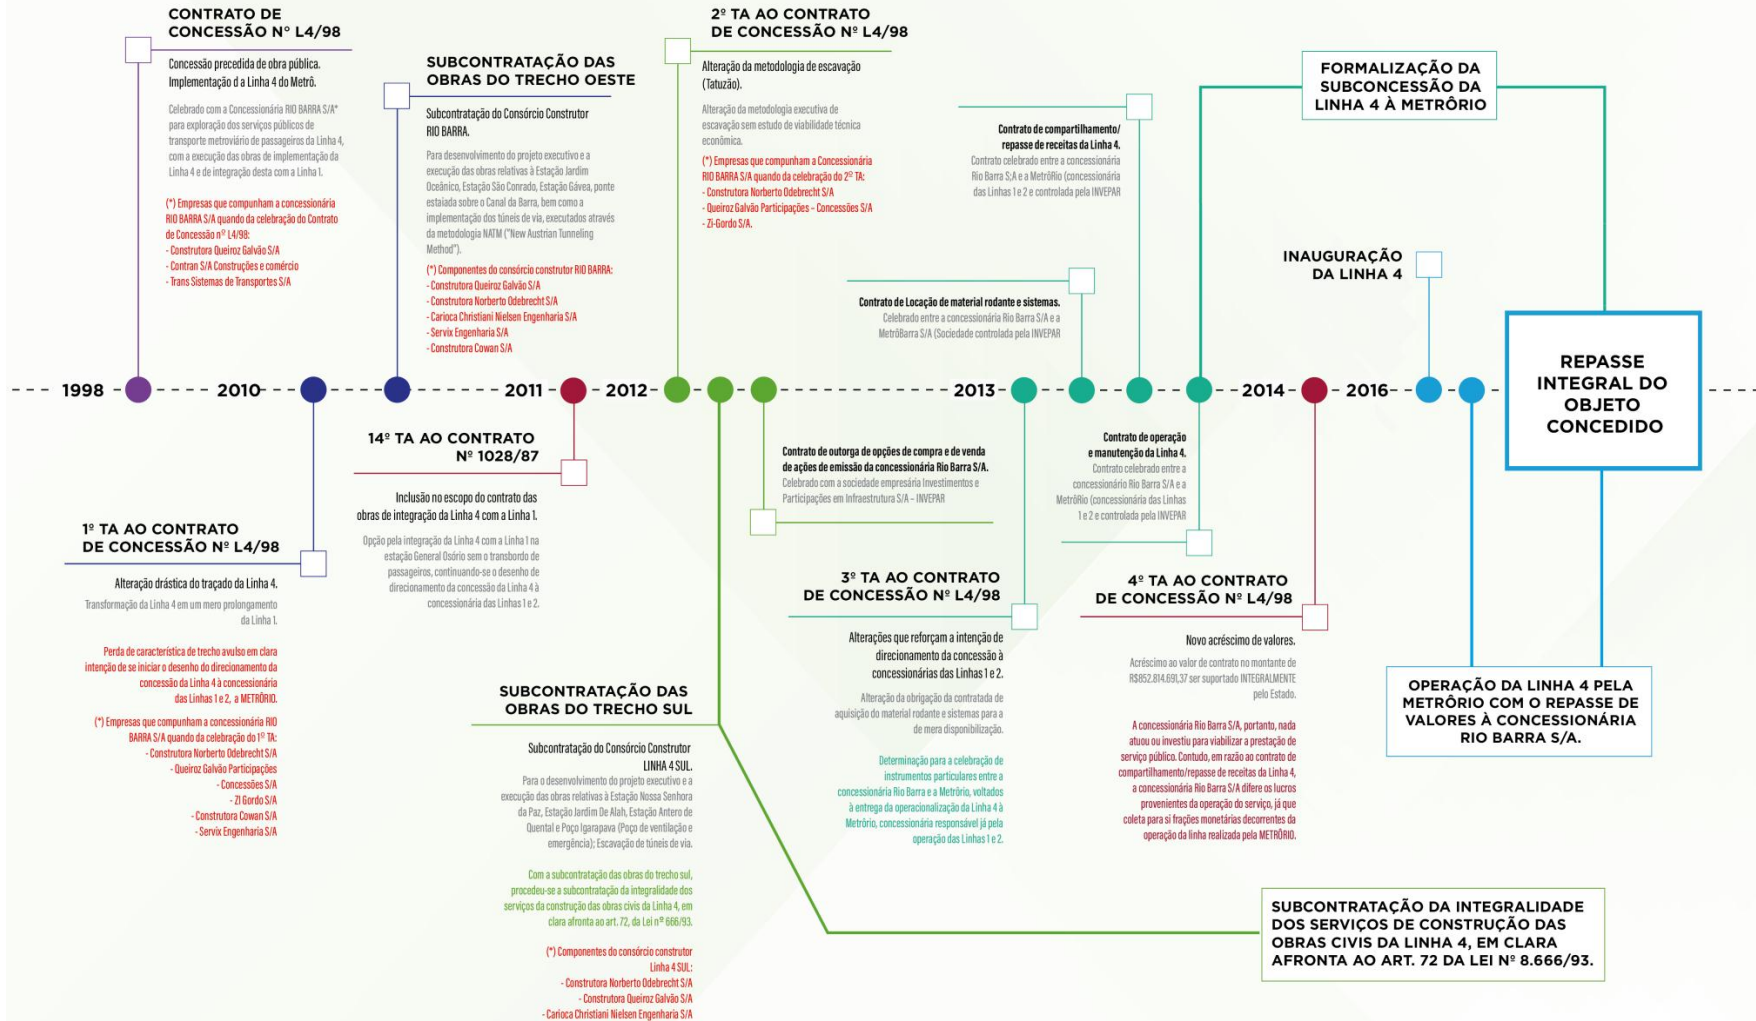 CONTRATO DE
CONCESSÃO N° L4/98
Concessão precedida de obra pública.
Implementação d a Linha 4 do Metrô.
Celebrado com a Concessionária RIO BARRA S/A*
para exploração dos serviços públicos de
transporte metroviário de passageiros da Linha 4,
com a execução das obras de implementação da
Linha 4 e de integração desta com a Linha 1.
(*) Empresas que compunham a concessionária
RIO BARRA S/A quando da celebração do Contrato
de Concessão nº L4/98:
- Construtora Queiroz Galvão S/A
- Contran S/A Construções e comércio
- Trans Sistemas de Transportes S/A
SUBCONTRATAÇÃO DAS
OBRAS DO TRECHO OESTE
Subcontratação do Consórcio Construtor
RIO BARRA.
Para desenvolvimento do projeto executivo e a
execução das obras relativas à Estação Jardim
Oceânico, Estação São Conrado, Estação Gávea, ponte
estaiada sobre o Canal da Barra, bem como a
implementação dos túneis de via, executados através
da metodologia NATM ("New Austrian Tunneling
Method").
(*) Componentes do consórcio construtor RIO BARRA:
- Construtora Queiroz Galvão S/A
- Construtora Norberto Odebrecht S/A
- Carioca Christiani Nielsen Engenharia S/A
- Servix Engenharia S/A
- Construtora Cowan S/A
2º TA AO CONTRATO
DE CONCESSÃO Nº L4/98
Alteração da metodologia de escavação
(Tatuzão).
Alteração da metodologia executiva de
escavação sem estudo de viabilidade técnica
econômica.
(*) Empresas que compunham a Concessionária
RIO BARRA S/A quando da celebração do 2º TA:
- Construtora Norberto Odebrecht S/A
- Queiroz Galvão Participações – Concessões S/A
- Zi-Gordo S/A.
Contrato de compartilhamento/
repasse de receitas da Linha 4.
Contrato celebrado entre a concessionária
Rio Barra S;A e a MetrôRio (concessionária
das Linhas 1 e 2 e controlada pela INVEPAR
Contrato de Locação de material rodante e sistemas.
Celebrado entre a concessionária Rio Barra S/A e a
MetrôBarra S/A (Sociedade controlada pela INVEPAR
FORMALIZAÇÃO DA
SUBCONCESSÃO DA
LINHA 4 À METRÔRIO
INAUGURAÇÃO
DA LINHA 4
REPASSE
INTEGRAL DO
OBJETO
CONCEDIDO
1998
2010
2011
2012
2013
2014
2016
1º TA AO CONTRATO
DE CONCESSÃO Nº L4/98
Alteração drástica do traçado da Linha 4.
Transformação da Linha 4 em um mero prolongamento
da Linha 1.
Perda de característica de trecho avulso em clara
intenção de se iniciar o desenho do direcionamento da
concessão da Linha 4 à concessionária
das Linhas 1 e 2, a METRÔRIO.
(*) Empresas que compunham a concessionária RIO
BARRA S/A quando da celebração do 1º TA:
- Construtora Norberto Odebrecht S/A
- Queiroz Galvão Participações
- Concessões S/A
- ZI Gordo S/A
- Construtora Cowan S/A
- Servix Engenharia S/A
14º TA AO CONTRATO
Nº 1028/87
Inclusão no escopo do contrato das
obras de integração da Linha 4 com a Linha 1.
Opção pela integração da Linha 4 com a Linha 1 na
estação General Osório sem o transbordo de
passageiros, continuando-se o desenho de
direcionamento da concessão da Linha 4 à
concessionária das Linhas 1 e 2.
SUBCONTRATAÇÃO DAS
OBRAS DO TRECHO SUL
Subcontratação do Consórcio Construtor
LINHA 4 SUL.
Para o desenvolvimento do projeto executivo e a
execução das obras relativas à Estação Nossa Senhora
da Paz, Estação Jardim De Alah, Estação Antero de
Quental e Poço Igarapava (Poço de ventilação e
emergência); Escavação de túneis de via.
Com a subcontratação das obras do trecho sul,
procedeu-se a subcontratação da integralidade dos
serviços da construção das obras civis da Linha 4, em
clara afronta ao art. 72, da Lei nº 666/93.
(*) Componentes do consórcio construtor
Linha 4 SUL:
- Construtora Norberto Odebrecht S/A
- Construtora Queiroz Galvão S/A
- Carioca Christiani Nielsen Engenharia S/A
Contrato de outorga de opções de compra e de venda
de ações de emissão da concessionária Rio Barra S/A.
Celebrado com a sociedade empresária Investimentos e
Participações em Infraestrutura S/A – INVEPAR
3º TA AO CONTRATO
DE CONCESSÃO Nº L4/98
Alterações que reforçam a intenção de
direcionamento da concessão à
concessionárias das Linhas 1 e 2.
Alteração da obrigação da contratada de
aquisição do material rodante e sistemas para a
de mera disponibilização.
Determinação para a celebração de
instrumentos particulares entre a
concessionária Rio Barra e a Metrôrio, voltados
à entrega da operacionalização da Linha 4 à
Metrôrio, concessionária responsável já pela
operação das Linhas 1 e 2.
Contrato de operação
e manutenção da Linha 4.
Contrato celebrado entre a
concessionário Rio Barra S/A e a
MetrôRio (concessionária das Linhas
1 e 2 e controlada pela INVEPAR
4º TA AO CONTRATO
DE CONCESSÃO Nº L4/98
Novo acréscimo de valores.
Acréscimo ao valor de contrato no montante de
R$852.814.691,37 ser suportado INTEGRALMENTE
pelo Estado.
A concessionária Rio Barra S/A, portanto, nada
atuou ou investiu para viabilizar a prestação de
serviço público. Contudo, em razão ao contrato de
compartilhamento/repasse de receitas da Linha 4,
a concessionária Rio Barra S/A difere os lucros
provenientes da operação do serviço, já que
coleta para si frações monetárias decorrentes da
operação da linha realizada pela METRÔRIO.
OPERAÇÃO DA LINHA 4 PELA
METRÔRIO COM O REPASSE DE
VALORES À CONCESSIONÁRIA
RIO BARRA S/A.
SUBCONTRATAÇÃO DA INTEGRALIDADE
DOS SERVIÇOS DE CONSTRUÇÃO DAS
OBRAS CIVIS DA LINHA 4, EM CLARA
AFRONTA AO ART. 72 DA LEI Nº 8.666/93.